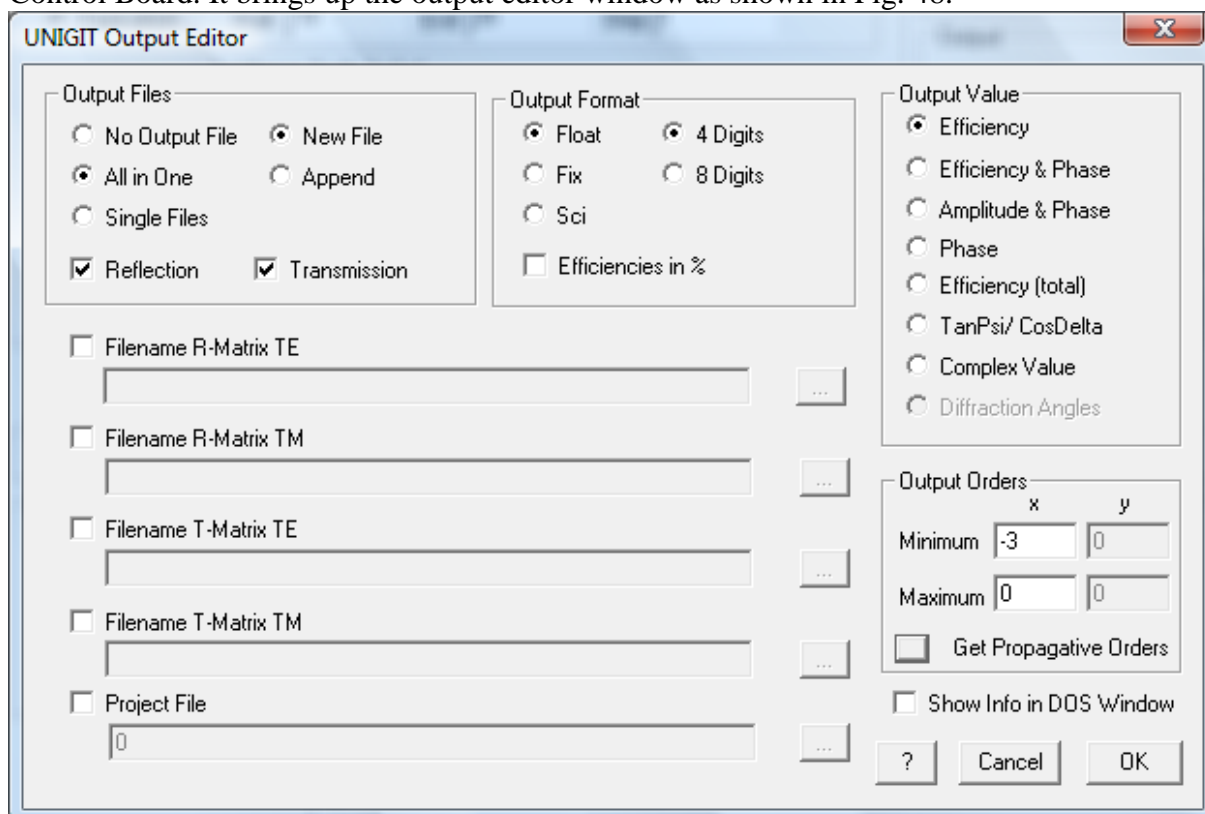 Control Board. It brings up the output editor window as shown in Fig. 48.
UNIGIT Output Editor
Output Files
No Output File New File
All in One Append
Single Files
Reflection Transmission
Output Format
Float 4 Digits
Fix 8 Digits
Sci
Efficiencies in %
Output Value
Efficiency
Efficiency & Phase
Amplitude & Phase
Phase
Efficiency (total)
TanPsi/ CosDelta
Complex Value
Diffraction Angles
Filename R-Matrix TE
...
Filename R-Matrix TM
...
Filename T-Matrix TE
...
Filename T-Matrix TM
...
Project File
0
...
Output Orders
x y
Minimum -3 0
Maximum 0 0
Get Propagative Orders
Show Info in DOS Window
? Cancel OK